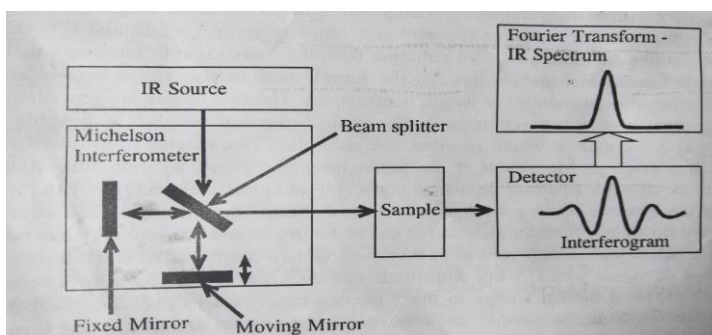 Fourier Transform -
IR Spectrum
IR Source
Michelson
Interferometer
Beam splitter
Sample
Detector
Interferogram
Fixed Mirror
Moving Mirror